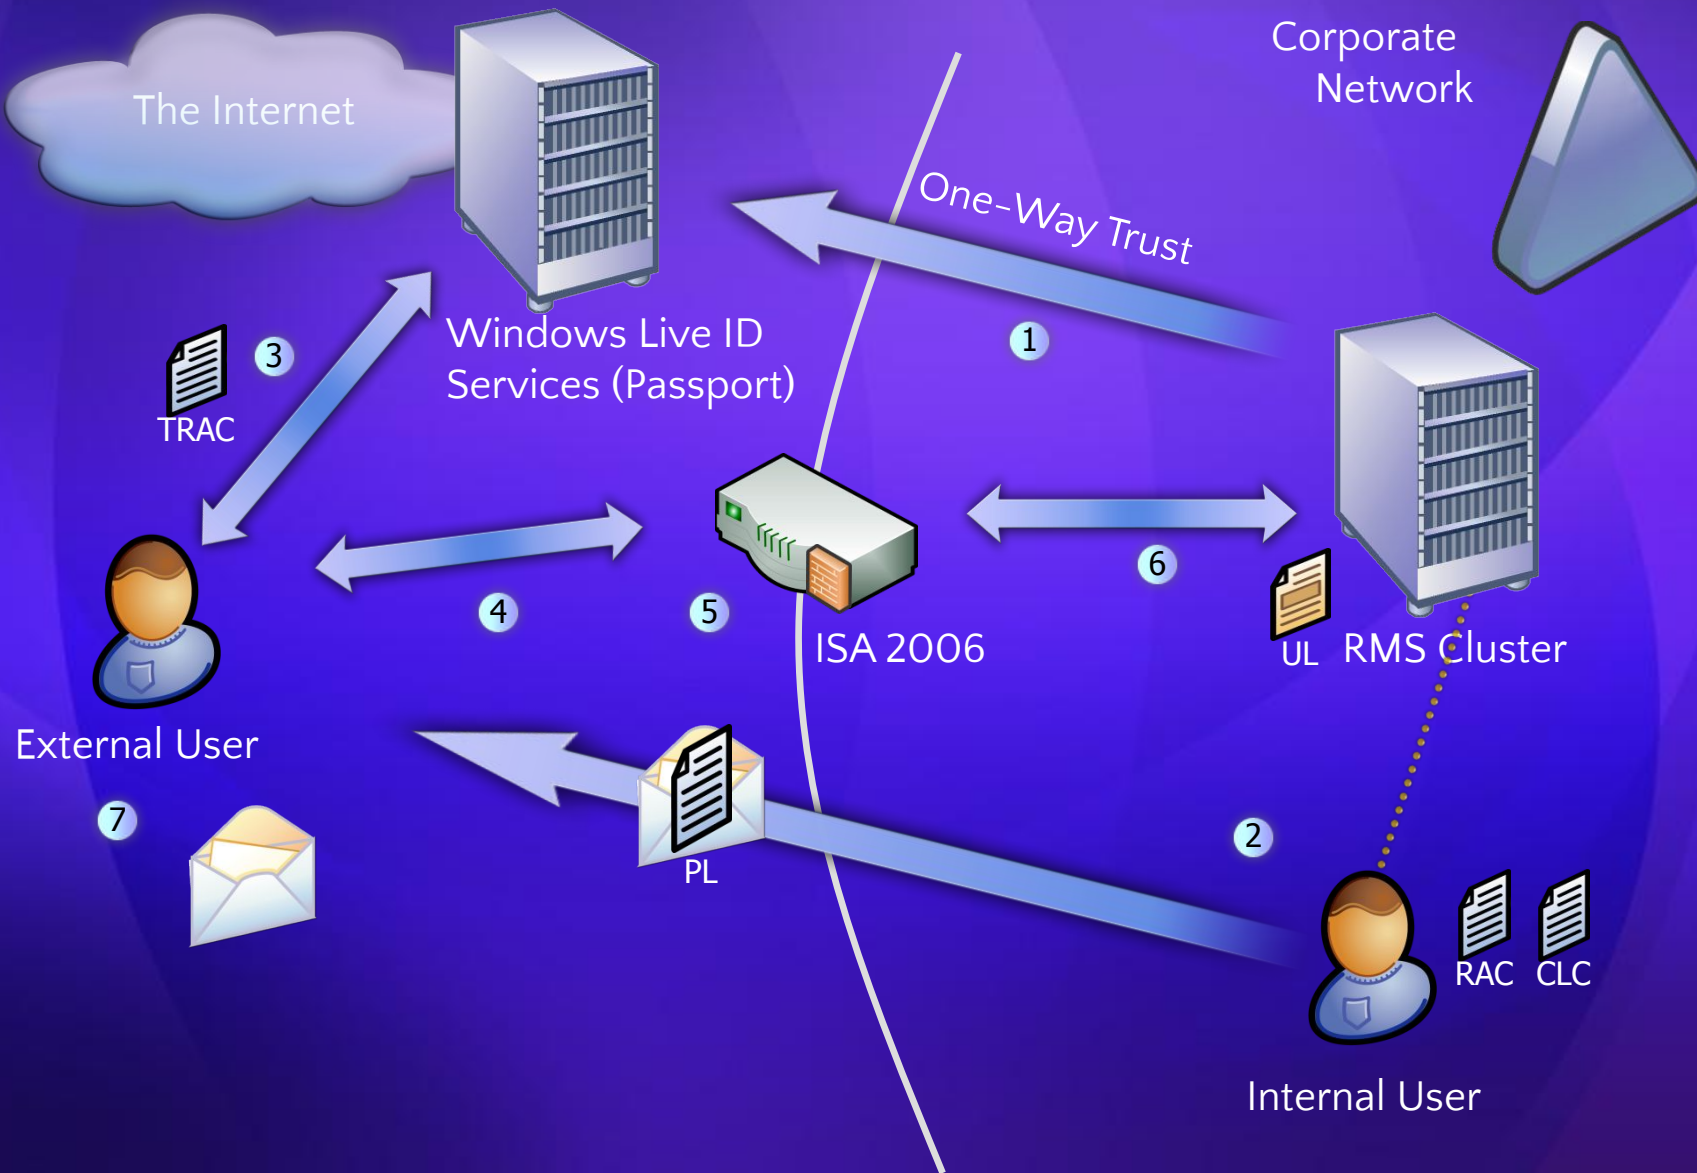 The Internet
Corporate
Network
One-Way Trust
1
Windows Live ID
Services (Passport)
3
TRAC
4
5
ISA 2006
6
UL
RMS Cluster
External User
7
PL
2
RAC
CLC
Internal User